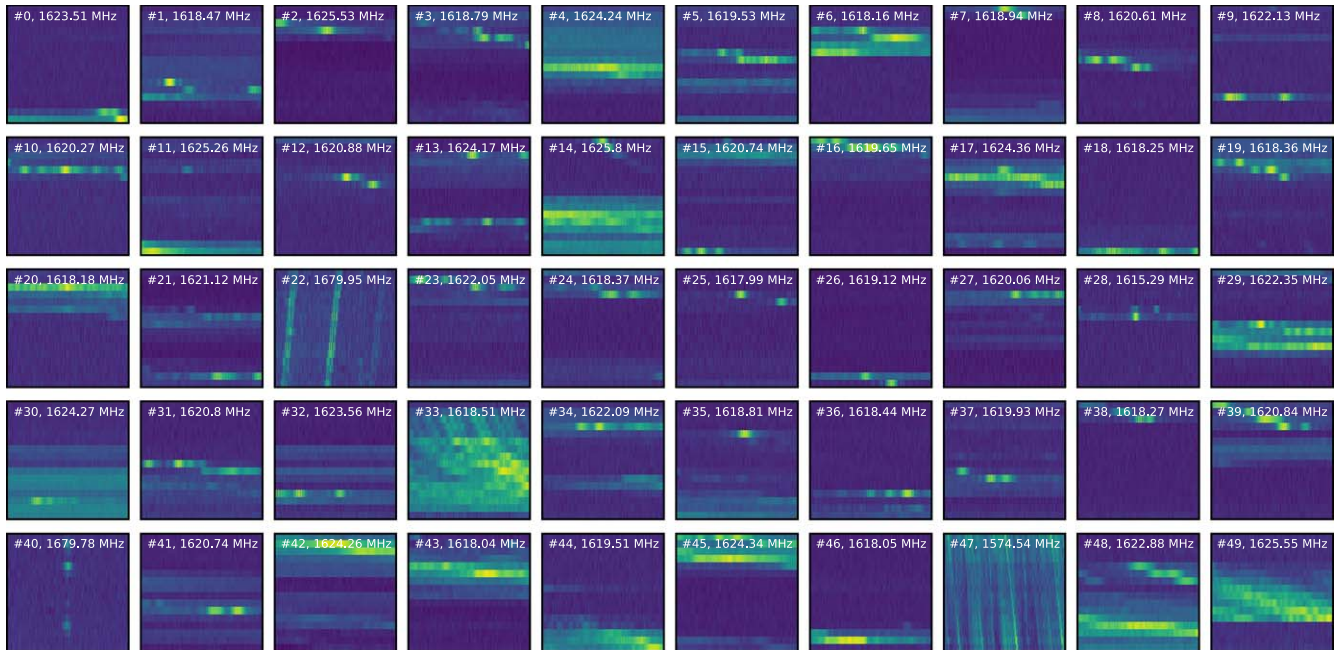 #0, 1623.51 MHz
#1, 1618.47 MHz
#2, 1625.53 MHz
#3, 1618.79 MHz
#4, 1624.24 MHz
#5, 1619.53 MHz
#6, 1618.16 MHz
#7, 1618.94 MHz
#8, 1620.61 MHz
#9, 1622.13 MHz
#10, 1620.27 MHz
#11, 1625.26 MHz
#12, 1620.88 MHz
#13, 1624.17 MHz
#14, 1625.8 MHz
#15, 1620.74 MHz
#16, 1619.65 MHz
#17, 1624.36 MHz
#18, 1618.25 MHz
#19, 1618.36 MHz
#20, 1618.18 MHz
#21, 1621.12 MHz
#22, 1679.95 MHz
#23, 1622.05 MHz
#24, 1618.37 MHz
#25, 1617.99 MHz
#26, 1619.12 MHz
#27, 1620.06 MHz
#28, 1615.29 MHz
#29, 1622.35 MHz
#30, 1624.27 MHz
#31, 1620.8 MHz
#32, 1623.56 MHz
#33, 1618.51 MHz
#34, 1622.09 MHz
#35, 1618.81 MHz
#36, 1618.44 MHz
#37, 1619.93 MHz
#38, 1618.27 MHz
#39, 1620.84 MHz
#40, 1679.78 MHz
#41, 1620.74 MHz
#42, 1624.26 MHz
#43, 1618.04 MHz
#44, 1619.51 MHz
#45, 1624.34 MHz
#46, 1618.05 MHz
#47, 1574.54 MHz
#48, 1622.88 MHz
#49, 1625.55 MHz